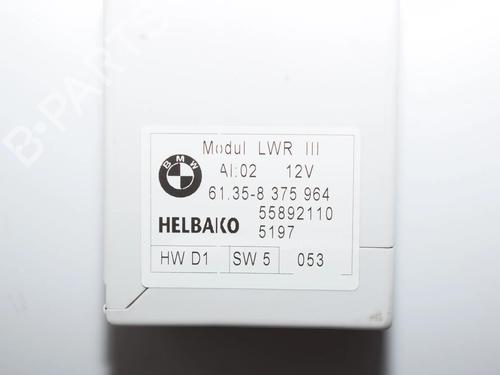 B-PARTS
BMW
Modul LWR III
AI:02 12V
61.35-8 375 964
55892110
HELBAKO 5197
HW D1 SW 5 053